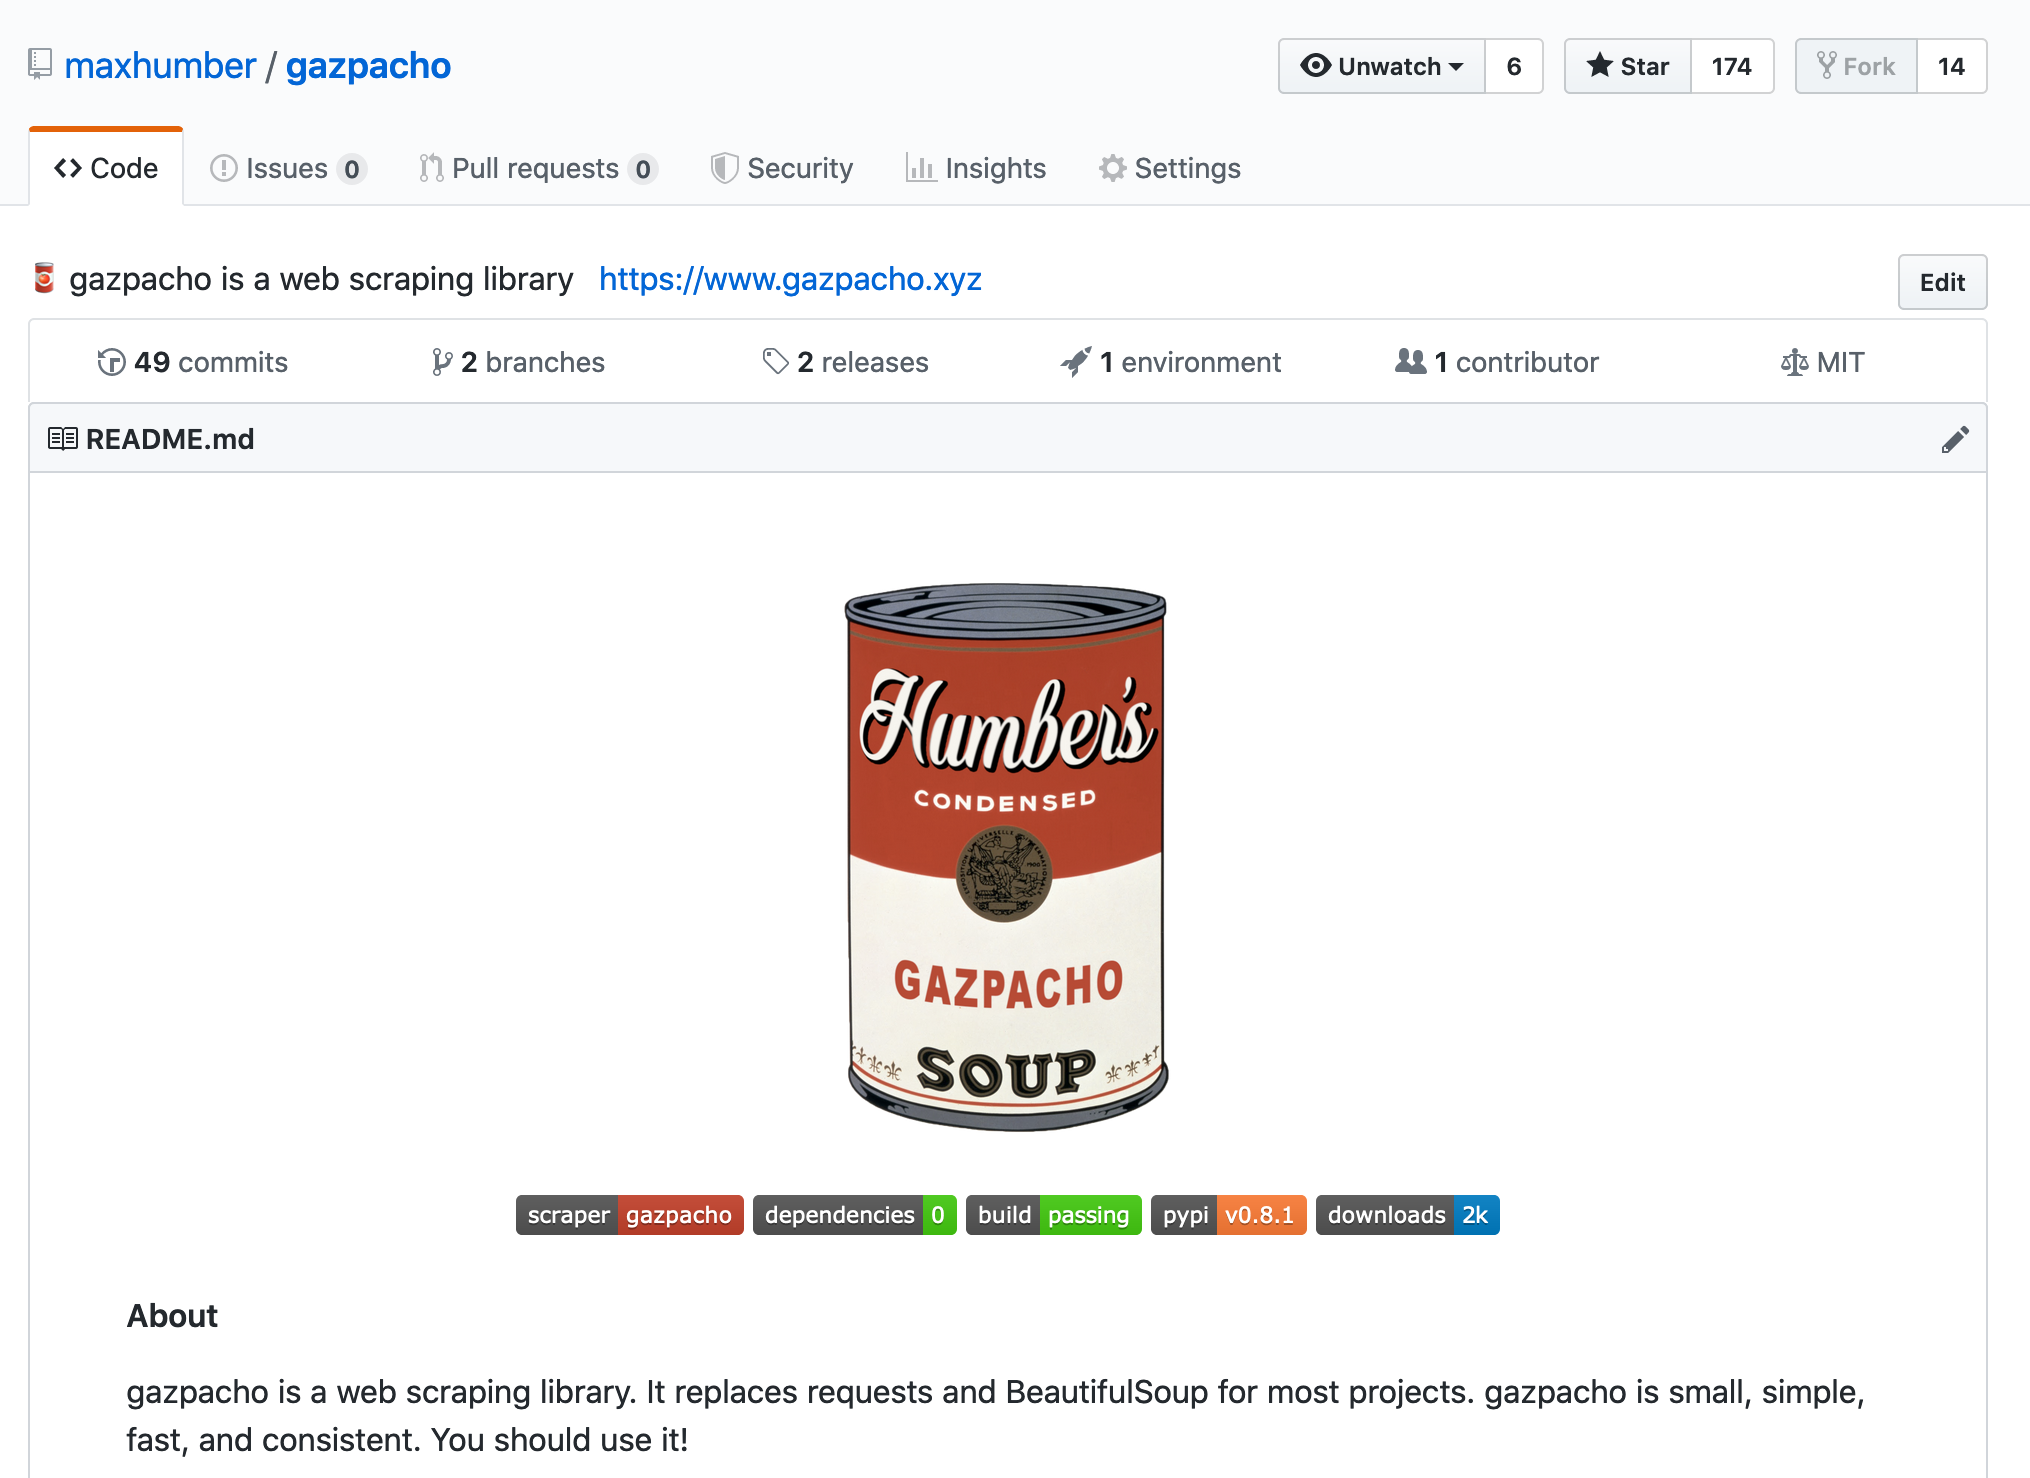 maxhumber / gazpacho
Unwatch 6 Star 174 Fork 14
Code Issues 0 Pull requests 0 Security Insights Settings
gazpacho is a web scraping library https://www.gazpacho.xyz Edit
49 commits 2 branches 2 releases 1 environment 1 contributor MIT
README.md
Humber's
CONDENSED
GAZPACHO
SOUP
scraper gazpacho dependencies 0 build passing pypi v0.8.1 downloads 2k
About
gazpacho is a web scraping library. It replaces requests and BeautifulSoup for most projects. gazpacho is small, simple,
fast, and consistent. You should use it!